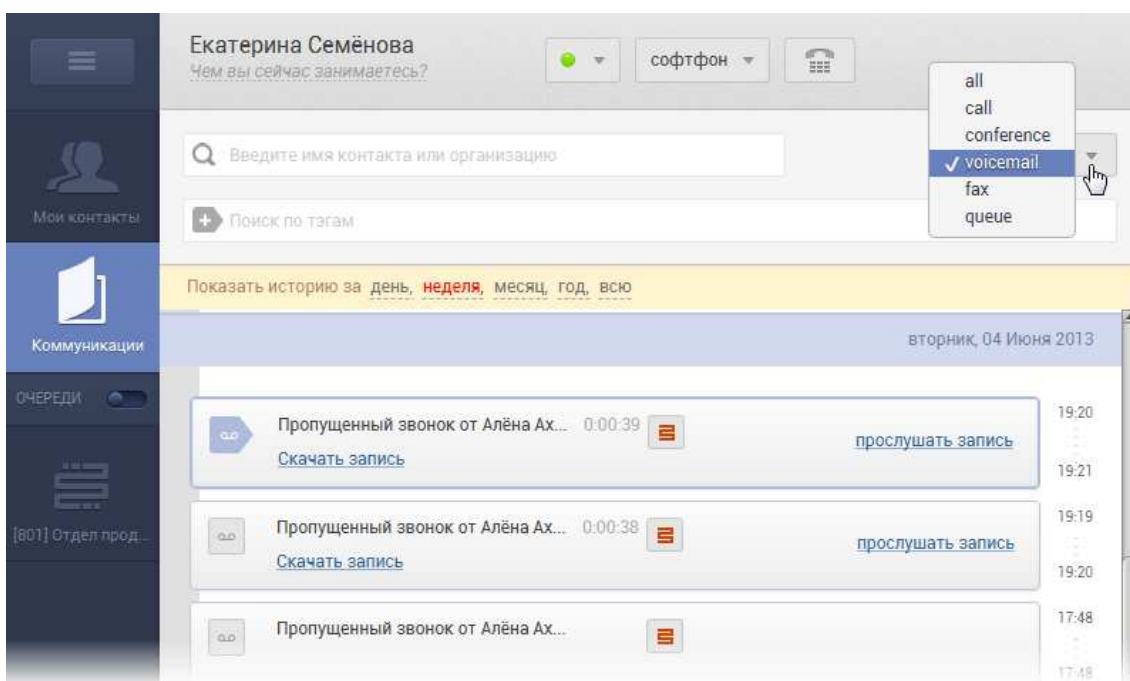 Екатерина Семёнова
Чем вы сейчас занимаетесь?
софтфон
all
call
conference
voicemail
fax
queue
Введите имя контакта или организацию
Поиск по тэгам
Мои контакты
Показать историю за день, неделя, месяц, год, всю
Коммуникации
вторник, 04 Июня 2013
ОЧЕРЕДИ
Пропущенный звонок от Алёна Ах... 0:00:39
Скачать запись
прослушать запись
19:20
19:21
[801] Отдел прод...
Пропущенный звонок от Алёна Ах... 0:00:38
Скачать запись
прослушать запись
19:19
19:20
Пропущенный звонок от Алёна Ах...
17:48
17:48